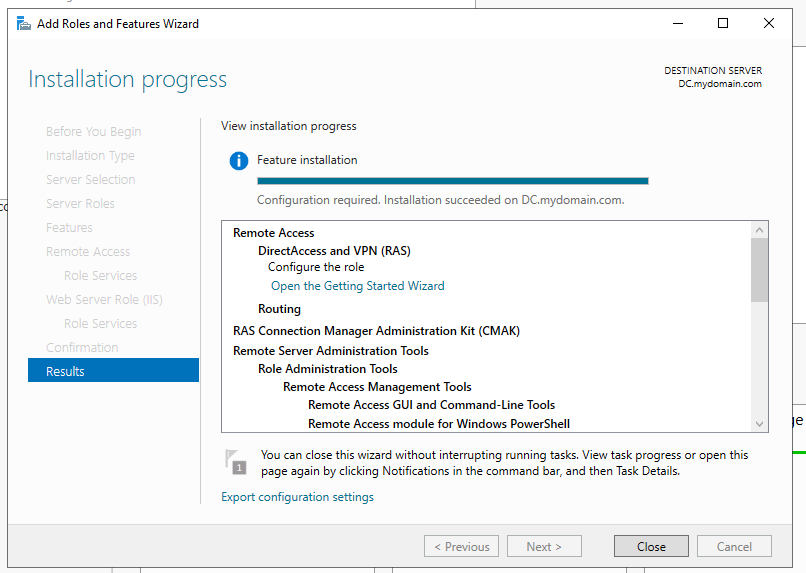 Add Roles and Features Wizard
Installation progress
DESTINATION SERVER
DC.mydomain.com
Before You Begin
Installation Type
Server Selection
Server Roles
Features
Remote Access
Role Services
Web Server Role (IIS)
Role Services
Confirmation
Results
View installation progress
Feature installation
Configuration required. Installation succeeded on DC.mydomain.com.
Remote Access
DirectAccess and VPN (RAS)
Configure the role
Open the Getting Started Wizard
Routing
RAS Connection Manager Administration Kit (CMAK)
Remote Server Administration Tools
Role Administration Tools
Remote Access Management Tools
Remote Access GUI and Command-Line Tools
Remote Access module for Windows PowerShell
1
You can close this wizard without interrupting running tasks. View task progress or open this
page again by clicking Notifications in the command bar, and then Task Details.
Export configuration settings
< Previous
Next >
Close
Cancel